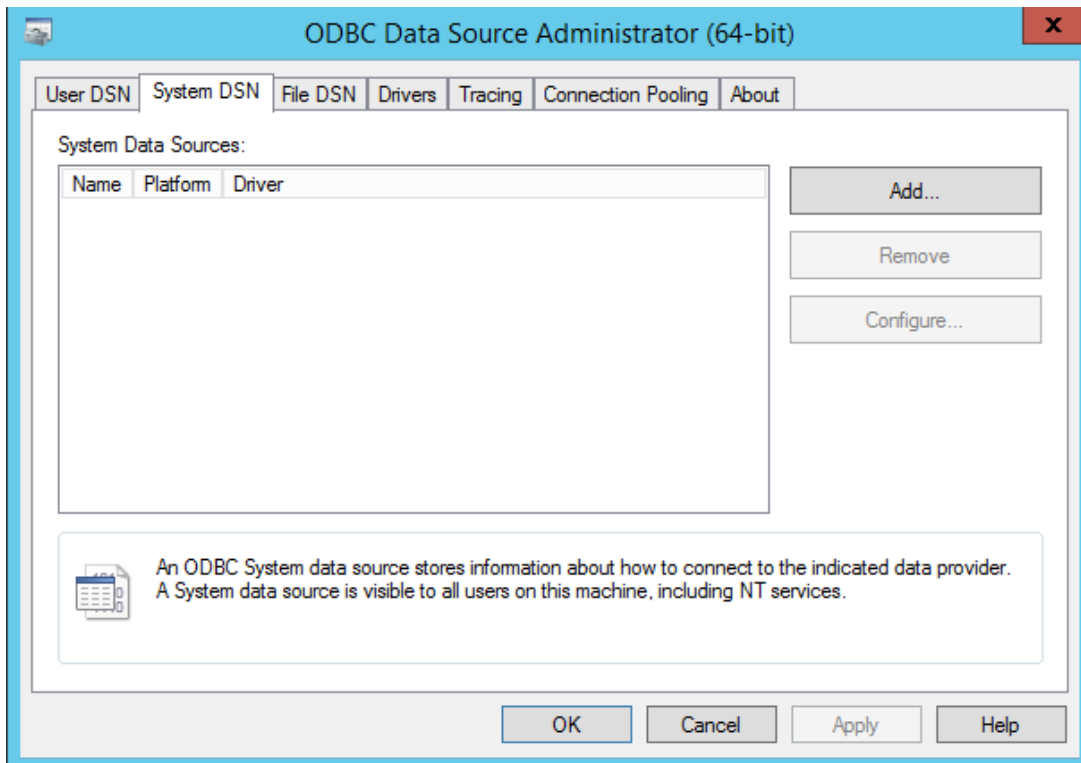 ODBC Data Source Administrator (64-bit)
x
User DSN System DSN File DSN Drivers Tracing Connection Pooling About
System Data Sources:
Name Platform Driver
Add...
Remove
Configure...
An ODBC System data source stores information about how to connect to the indicated data provider.
A System data source is visible to all users on this machine, including NT services.
OK Cancel Apply Help